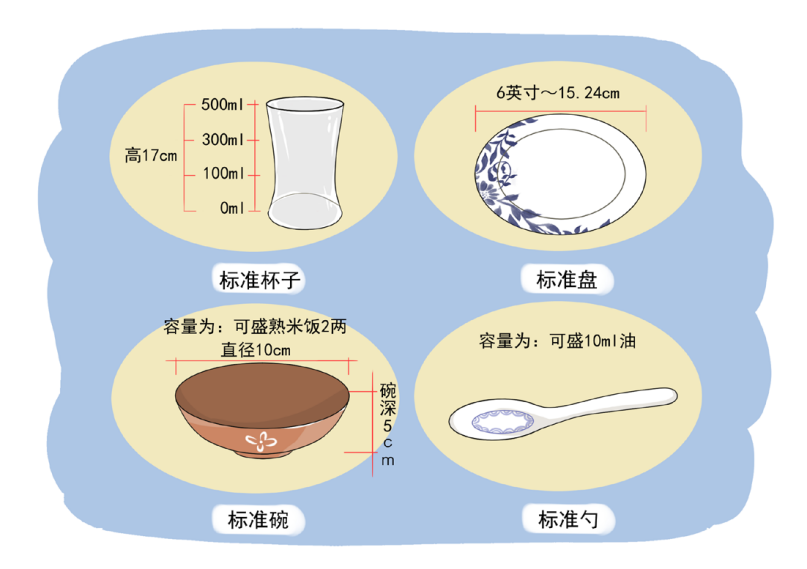 500ml
300ml
高17cm
100ml
0ml
标准杯子
6英寸～15.24cm
标准盘
容量为：可盛熟米饭2两
直径10cm
碗深5cm
标准碗
容量为：可盛10ml油
标准勺